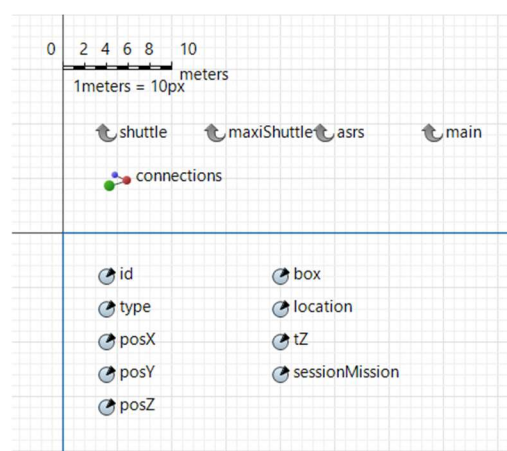 0 2 4 6 8 10
meters
1meters = 10px
shuttle maxiShuttle asrs main
connections
id box
type location
posX tZ
posY sessionMission
posZ